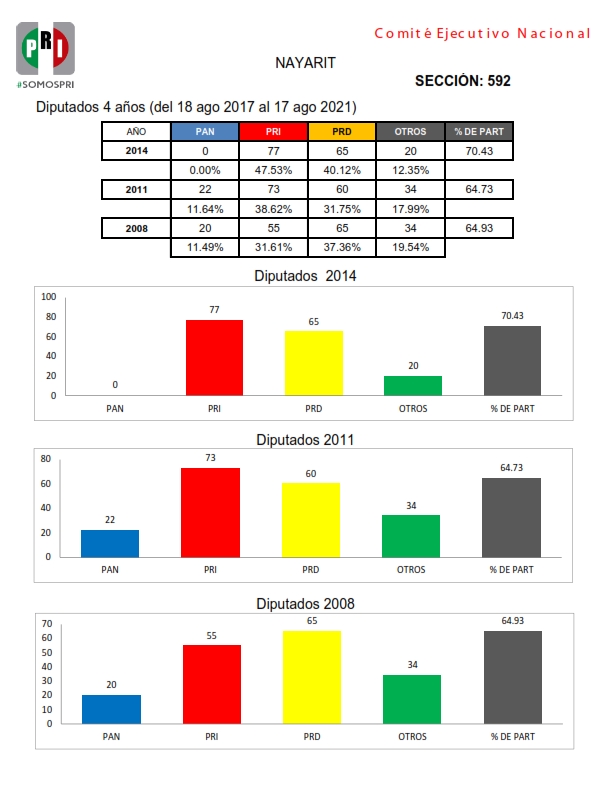 Comité Ejecutivo Nacional
PRI
#SOMOSPRI
NAYARIT
SECCIÓN: 592
Diputados 4 años (del 18 ago 2017 al 17 ago 2021)
AÑO PAN PRI PRD OTROS % DE PART
2014 0 77 65 20 70.43
0.00% 47.53% 40.12% 12.35%
2011 22 73 60 34 64.73
11.64% 38.62% 31.75% 17.99%
2008 20 55 65 34 64.93
11.49% 31.61% 37.36% 19.54%
Diputados 2014
100
80
60
40
20
0
0 77 65 20 70.43
PAN PRI PRD OTROS % DE PART
Diputados 2011
80
60
40
20
0
22 73 60 34 64.73
PAN PRI PRD OTROS % DE PART
Diputados 2008
70
60
50
40
30
20
10
0
20 55 65 34 64.93
PAN PRI PRD OTROS % DE PART